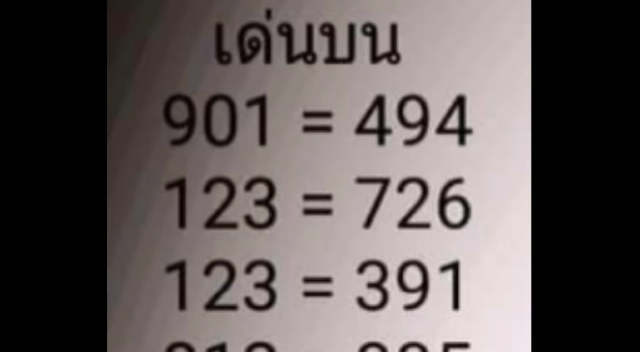 เด่นบน
901 = 494
123 = 726
123 = 391